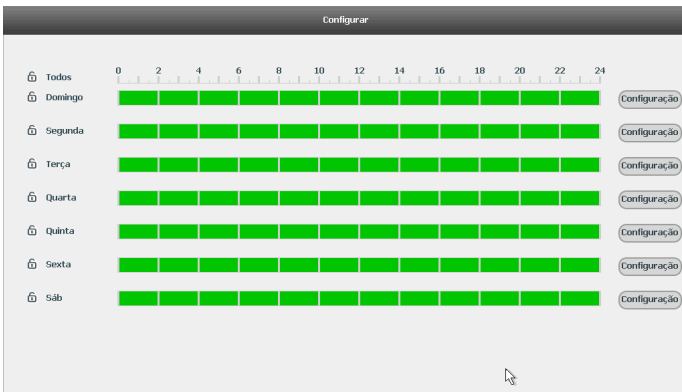 Configurar
0 2 4 6 8 10 12 14 16 18 20 22 24
Todos
Domingo Configuração
Segunda Configuração
Terça Configuração
Quarta Configuração
Quinta Configuração
Sexta Configuração
Sáb Configuração